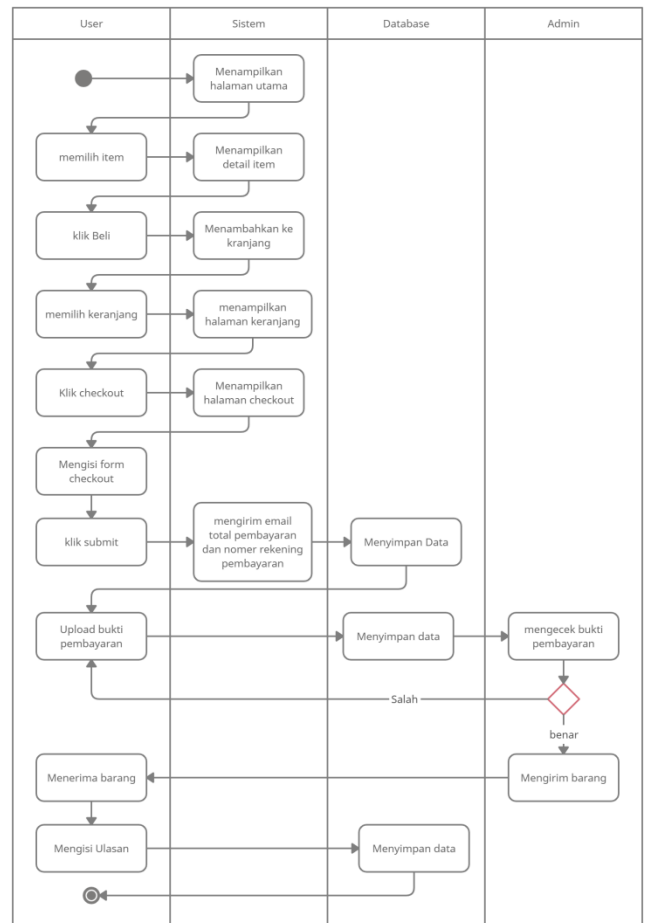 User
Sistem
Database
Admin
Menampilkan
halaman utama
memilih item
Menampilkan
detail item
klik Beli
Menambahkan ke
kranjang
memilih keranjang
menampilkan
halaman keranjang
Klik checkout
Menampilkan
halaman checkout
Mengisi form
checkout
klik submit
mengirim email
total pembayaran
dan nomer rekening
pembayaran
Menyimpan Data
Upload bukti
pembayaran
Menyimpan data
mengecek bukti
pembayaran
Salah
benar
Menerima barang
Mengirim barang
Mengisi Ulasan
Menyimpan data